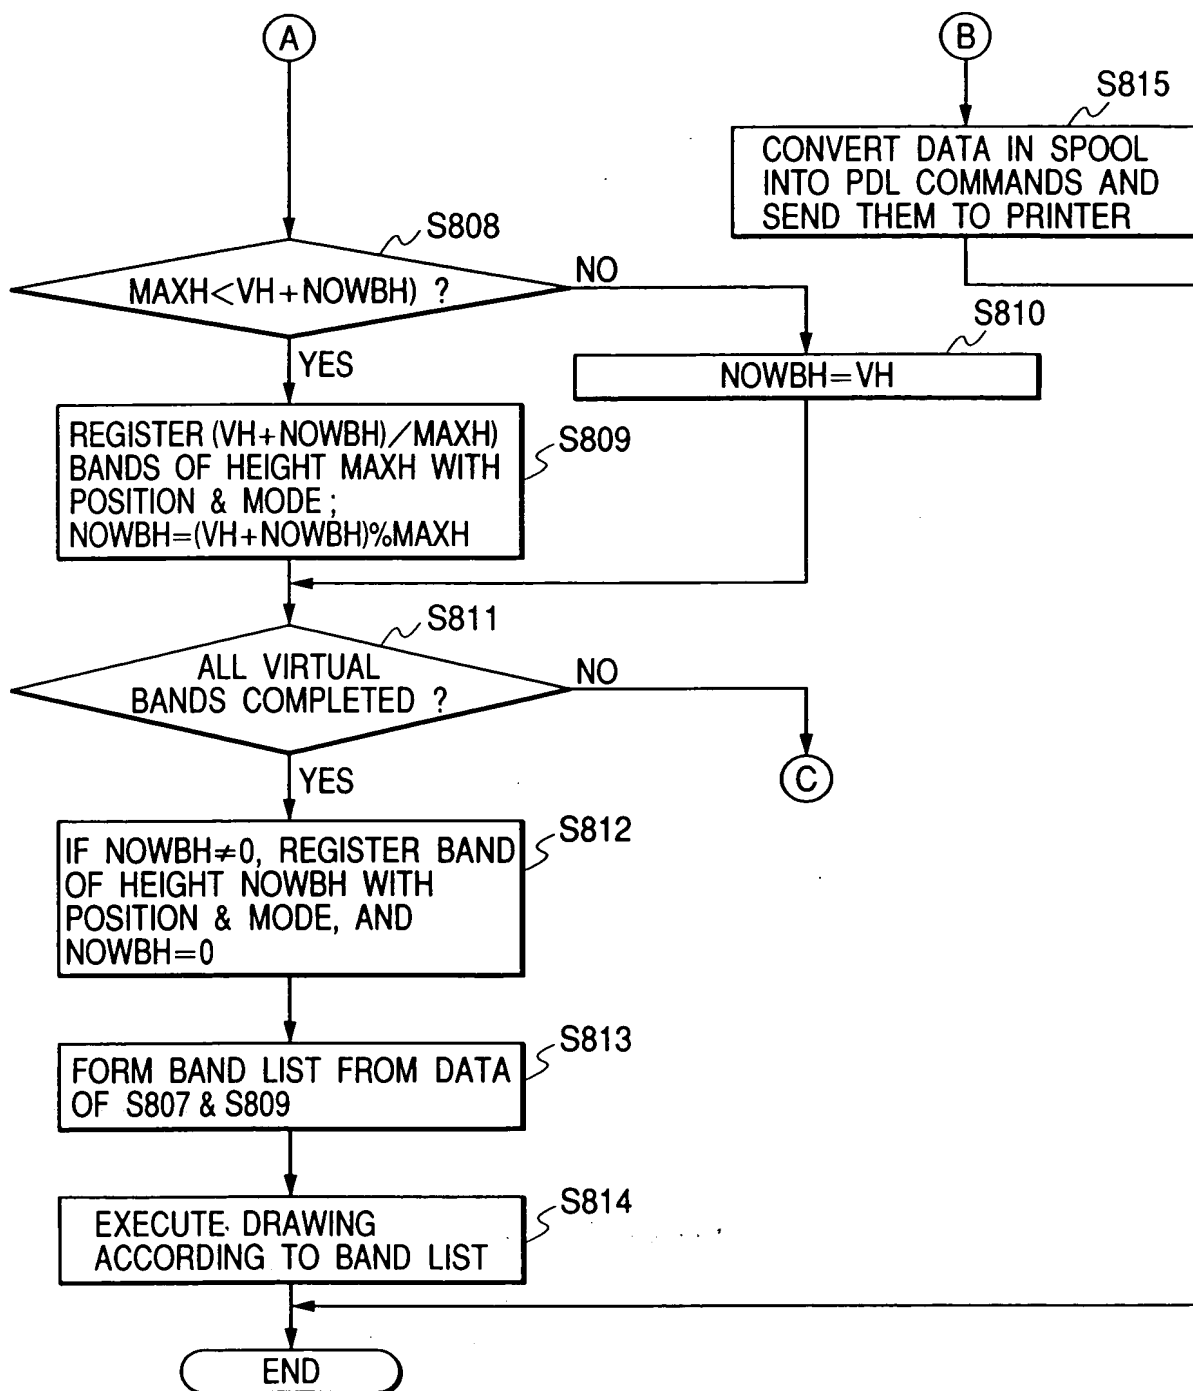 A
B
S815
CONVERT DATA IN SPOOL
INTO PDL COMMANDS AND
SEND THEM TO PRINTER
S808
MAXH<VH+NOWBH) ?
NO
YES
S810
NOWBH=VH
REGISTER (VH+NOWBH)/MAXH)
BANDS OF HEIGHT MAXH WITH
POSITION & MODE;
NOWBH=(VH+NOWBH)%MAXH
S809
S811
ALL VIRTUAL
BANDS COMPLETED ?
NO
C
YES
S812
IF NOWBH≠0, REGISTER BAND
OF HEIGHT NOWBH WITH
POSITION & MODE, AND
NOWBH=0
S813
FORM BAND LIST FROM DATA
OF S807 & S809
S814
EXECUTE DRAWING
ACCORDING TO BAND LIST
END